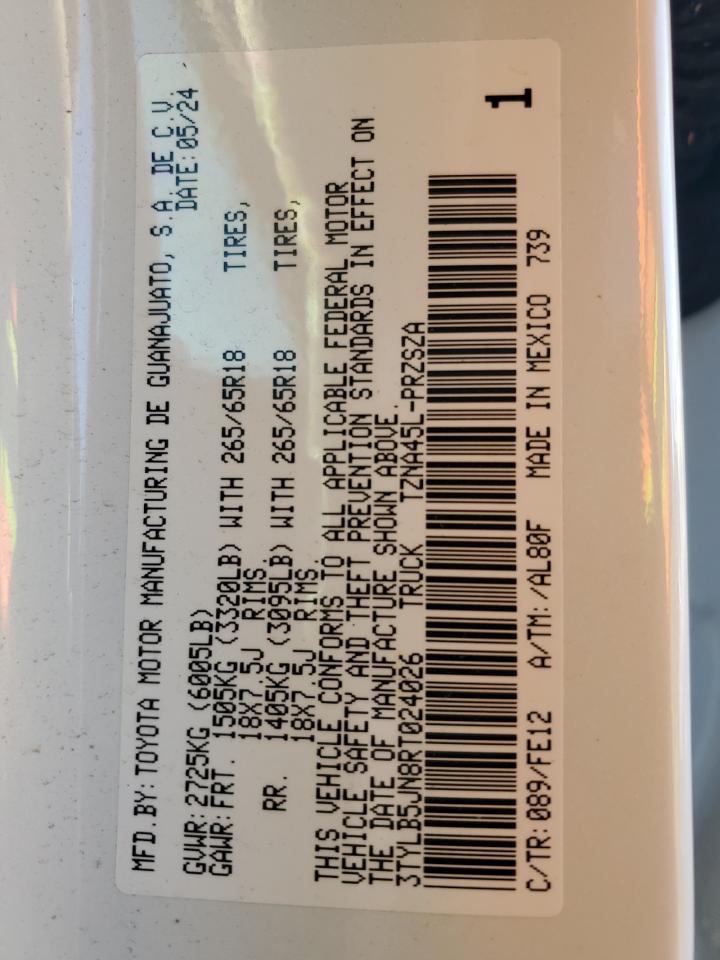 MFD.BY:TOYOTA MOTOR MANUFACTURING DE GUANAJUATO, S.A. DE C.V.
DATE:05/24
GVWR:2725KG (6005LB)
GAWR:FRT. 1505KG (3320LB) WITH 265/65R18 TIRES,
18X7.5J RIMS.
RR. 1405KG (3095LB) WITH 265/65R18 TIRES,
18X7.5J RIMS.
THIS VEHICLE CONFORMS TO ALL APPLICABLE FEDERAL MOTOR
VEHICLE SAFETY AND THEFT PREVENTION STANDARDS IN EFFECT ON
THE DATE OF MANUFACTURE SHOWN ABOVE.
3TYLB5JN8RT024026 TRUCK TZNA45L-PRZSZA
C/TR:089/FE12 A/TM:/AL80F MADE IN MEXICO 739
1